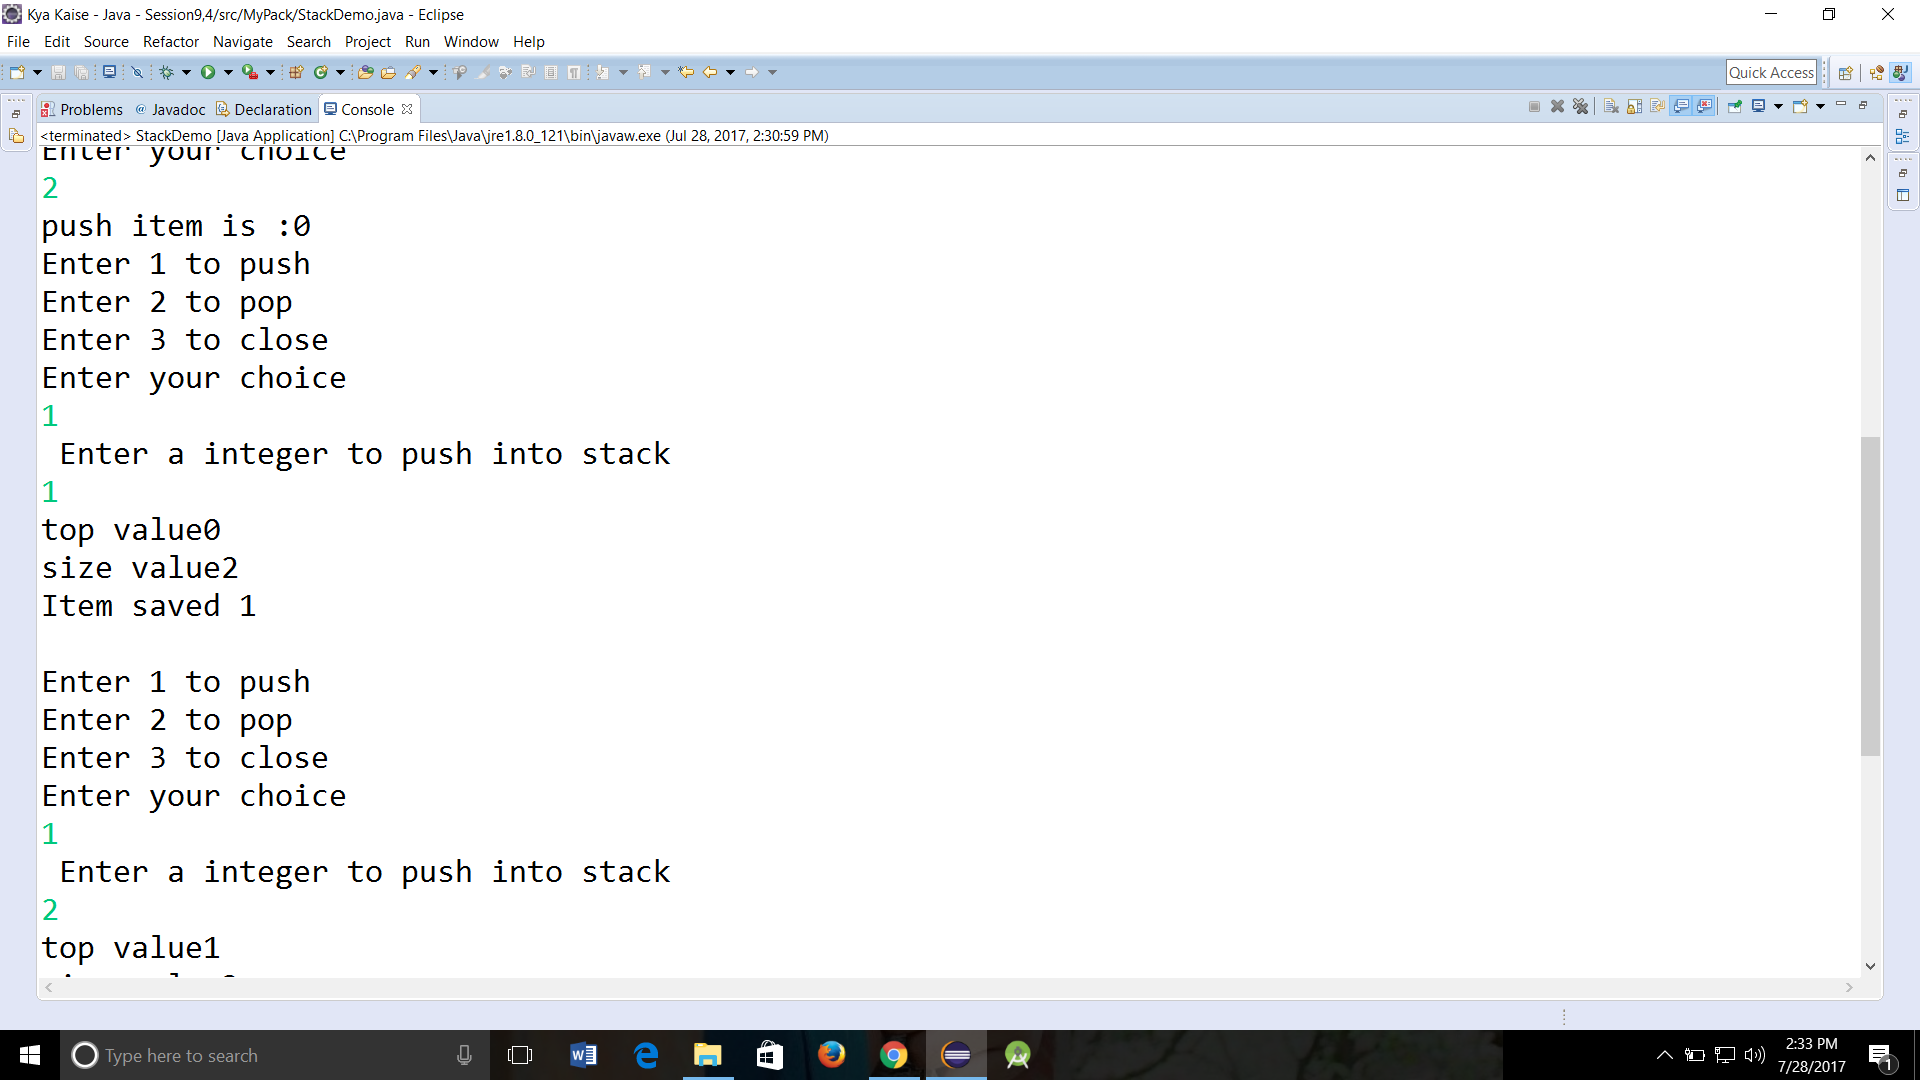 Kya Kaise - Java - Session9,4/src/MyPack/StackDemo.java - Eclipse
File Edit Source Refactor Navigate Search Project Run Window Help
Quick Access
Problems @ Javadoc Declaration Console
<terminated> StackDemo [Java Application] C:\Program Files\Java\jre1.8.0_121\bin\javaw.exe (Jul 28, 2017, 2:30:59 PM)
Enter your choice
2
push item is :0
Enter 1 to push
Enter 2 to pop
Enter 3 to close
Enter your choice
1
Enter a integer to push into stack
1
top value0
size value2
Item saved 1
Enter 1 to push
Enter 2 to pop
Enter 3 to close
Enter your choice
1
Enter a integer to push into stack
2
top value1
Type here to search
2:33 PM
7/28/2017
1